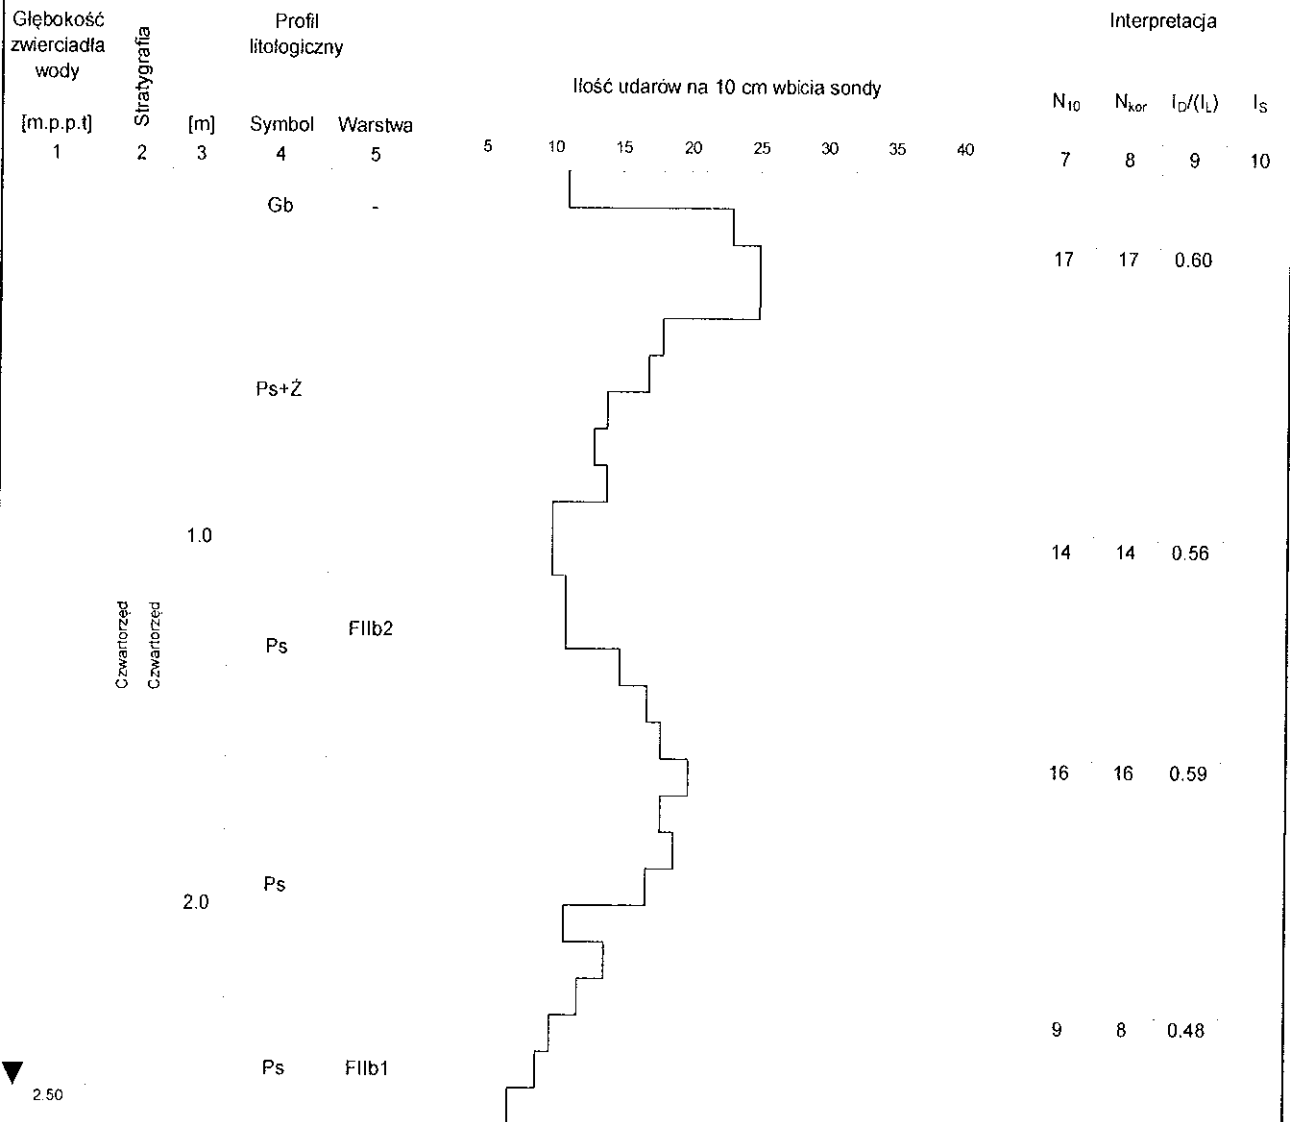 Głębokość
zwierciadła
wody
[m.p.p.t]
1
Stratygrafia
2
[m]
3
Profil
litologiczny
Symbol Warstwa
4 5
Ilość udarów na 10 cm wbicia sondy
5 10 15 20 25 30 35 40
Interpretacja
N10 Nkor ID/(IL) IS
7 8 9 10
Gb -
17 17 0.60
Ps+Ż
1.0
14 14 0.56
Czwartorzęd
Czwartorzęd
Ps FIIb2
16 16 0.59
Ps
2.0
9 8 0.48
Ps FIIb1
2.50